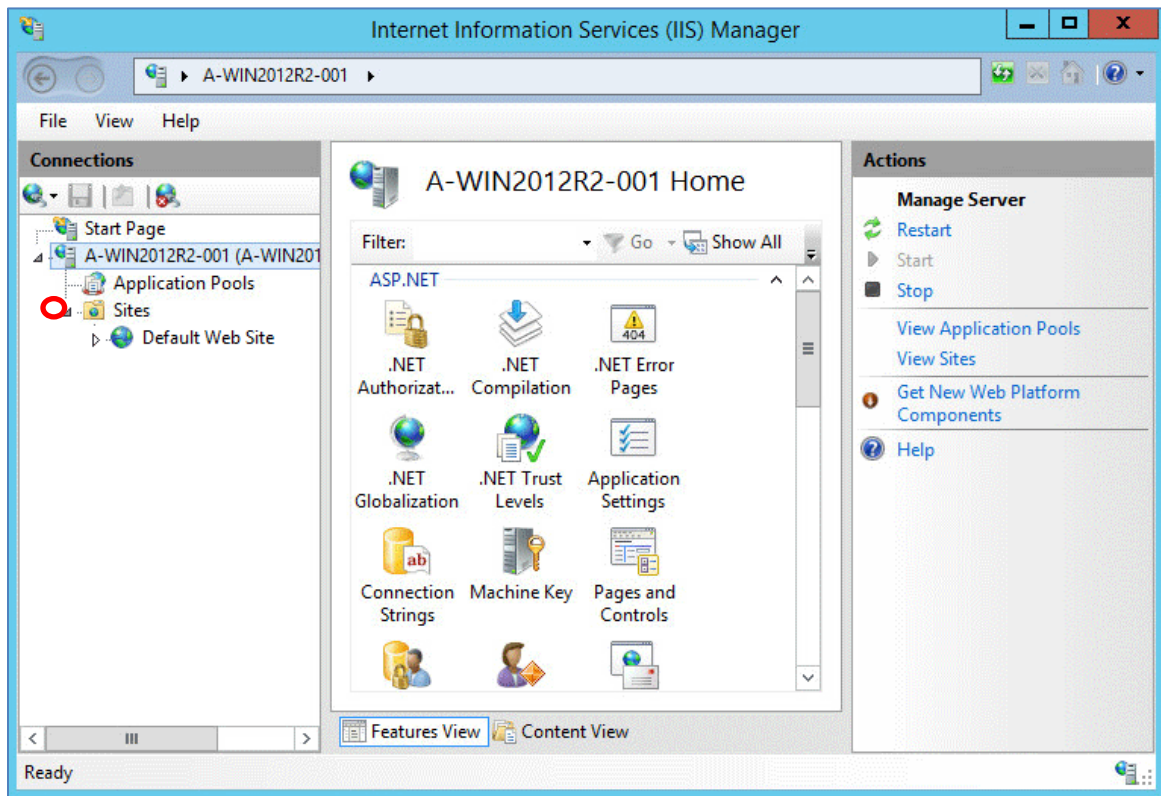 Internet Information Services (IIS) Manager
A-WIN2012R2-001
File View Help
Connections
Start Page
A-WIN2012R2-001 (A-WIN201
Application Pools
Sites
Default Web Site
A-WIN2012R2-001 Home
Filter: Go Show All
ASP.NET
.NET
Authorizat...
.NET
Compilation
404
.NET Error
Pages
.NET
Globalization
.NET Trust
Levels
Application
Settings
ab
Connection
Strings
Machine Key
Pages and
Controls
Features View Content View
Actions
Manage Server
Restart
Start
Stop
View Application Pools
View Sites
Get New Web Platform
Components
Help
Ready